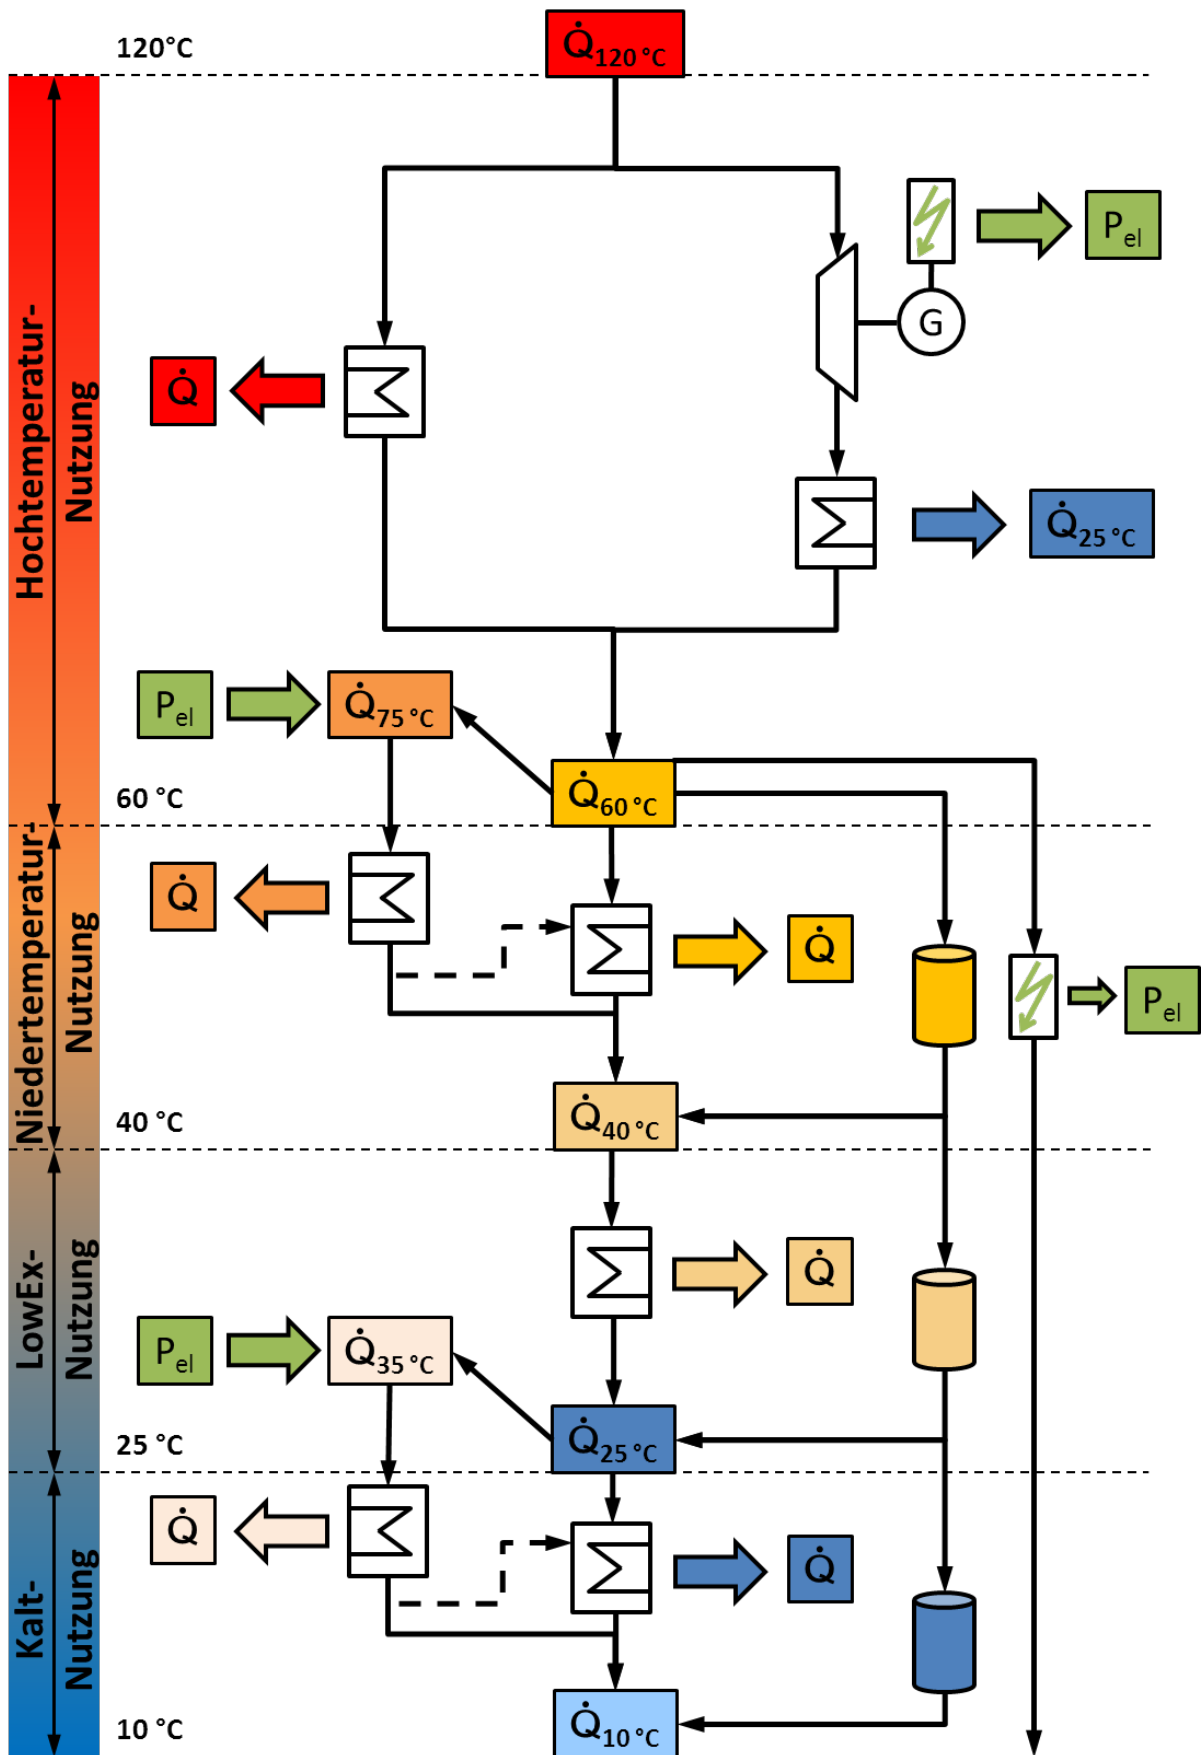 120°C
Q̇120 °C
Pel
G
Q̇
Q̇25 °C
Hochtemperatur-
Nutzung
Pel
Q̇75 °C
Q̇60 °C
60 °C
Q̇
Q̇
Pel
Niedertemperatur-
Nutzung
40 °C
Q̇40 °C
Q̇
LowEx-
Nutzung
Pel
Q̇35 °C
Q̇25 °C
25 °C
Q̇
Q̇
Kalt-
Nutzung
10 °C
Q̇10 °C